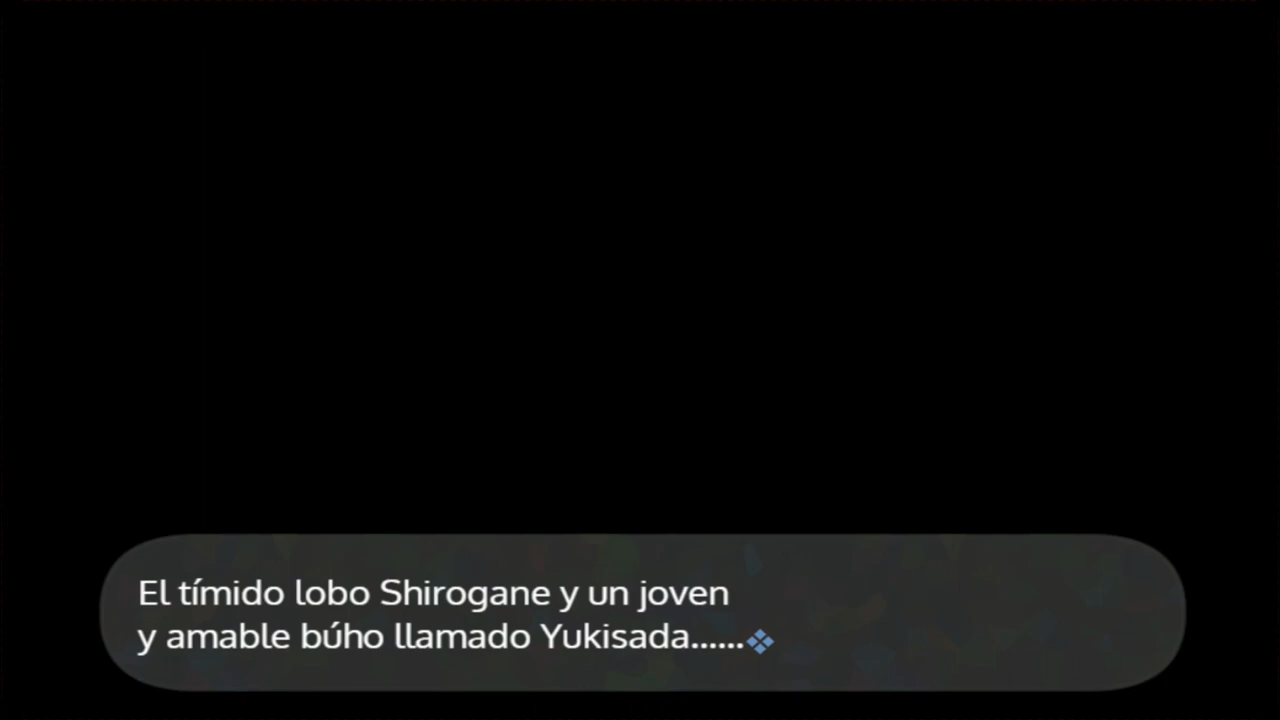 El tímido lobo Shirogane y un joven
y amable búho llamado Yukisada......